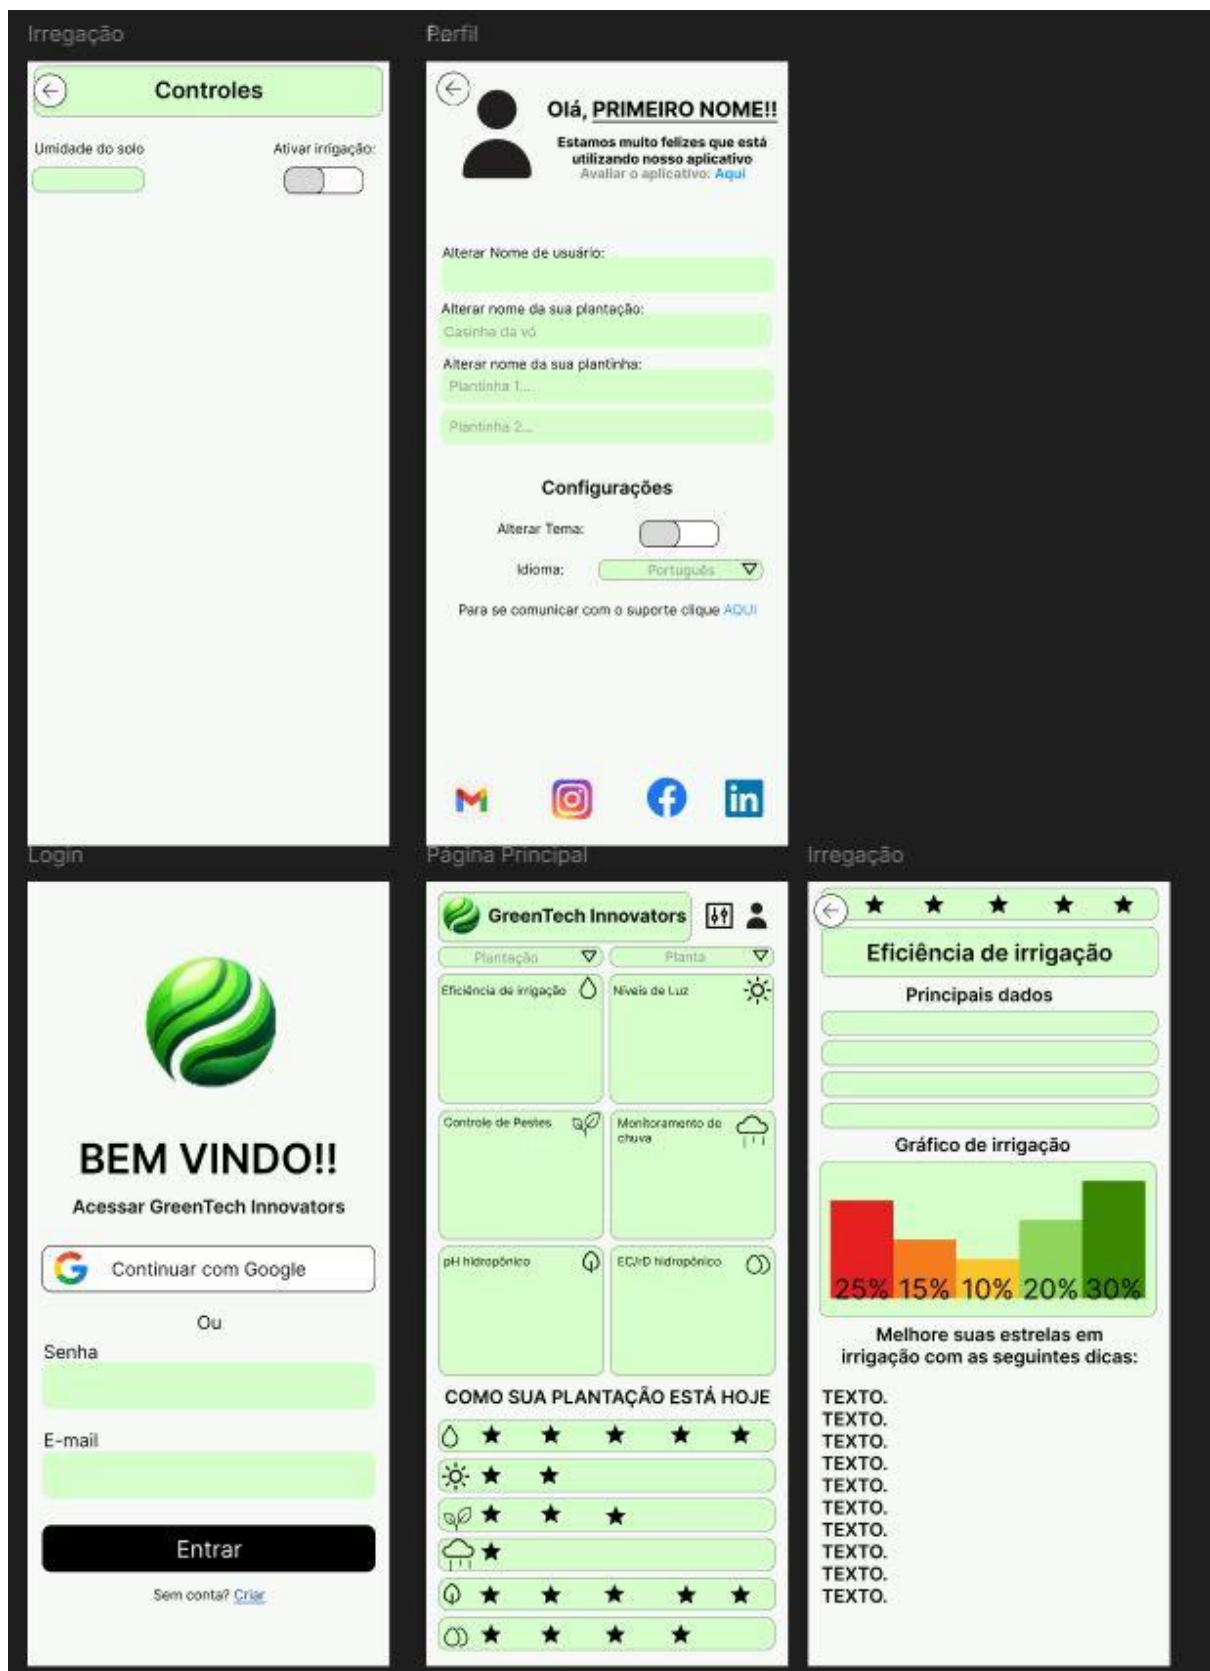 Irregação
Controles
Umidade do solo
Ativar irrigação:
Perfil
Olá, PRIMEIRO NOME!!
Estamos muito felizes que está
utilizando nosso aplicativo
Avaliar o aplicativo: Aqui
Alterar Nome de usuário:
Alterar nome da sua plantação:
Casinha da vó
Alterar nome da sua plantinha:
Plantinha 1...
Plantinha 2...
Configurações
Alterar Tema:
Idioma:
Português
Para se comunicar com o suporte clique AQUI
in
Login
BEM VINDO!!
Acessar GreenTech Innovators
Continuar com Google
Ou
Senha
E-mail
Entrar
Sem conta? Criar
Página Principal
GreenTech Innovators
Plantação
Planta
Eficiência de irrigação
Niveis de Luz
Controle de Pestes
Monitoramento de
chuva
pH hidropônico
hidropônico
COMO SUA PLANTAÇÃO ESTÁ HOJE
Irregação
Eficiência de irrigação
Principais dados
Gráfico de irrigação
25% 15% 10% 20% 30%
Melhore suas estrelas em
irrigação com as seguintes dicas:
TEXTO.
TEXTO.
TEXTO.
TEXTO.
TEXTO.
TEXTO.
TEXTO.
TEXTO.
TEXTO.
TEXTO.